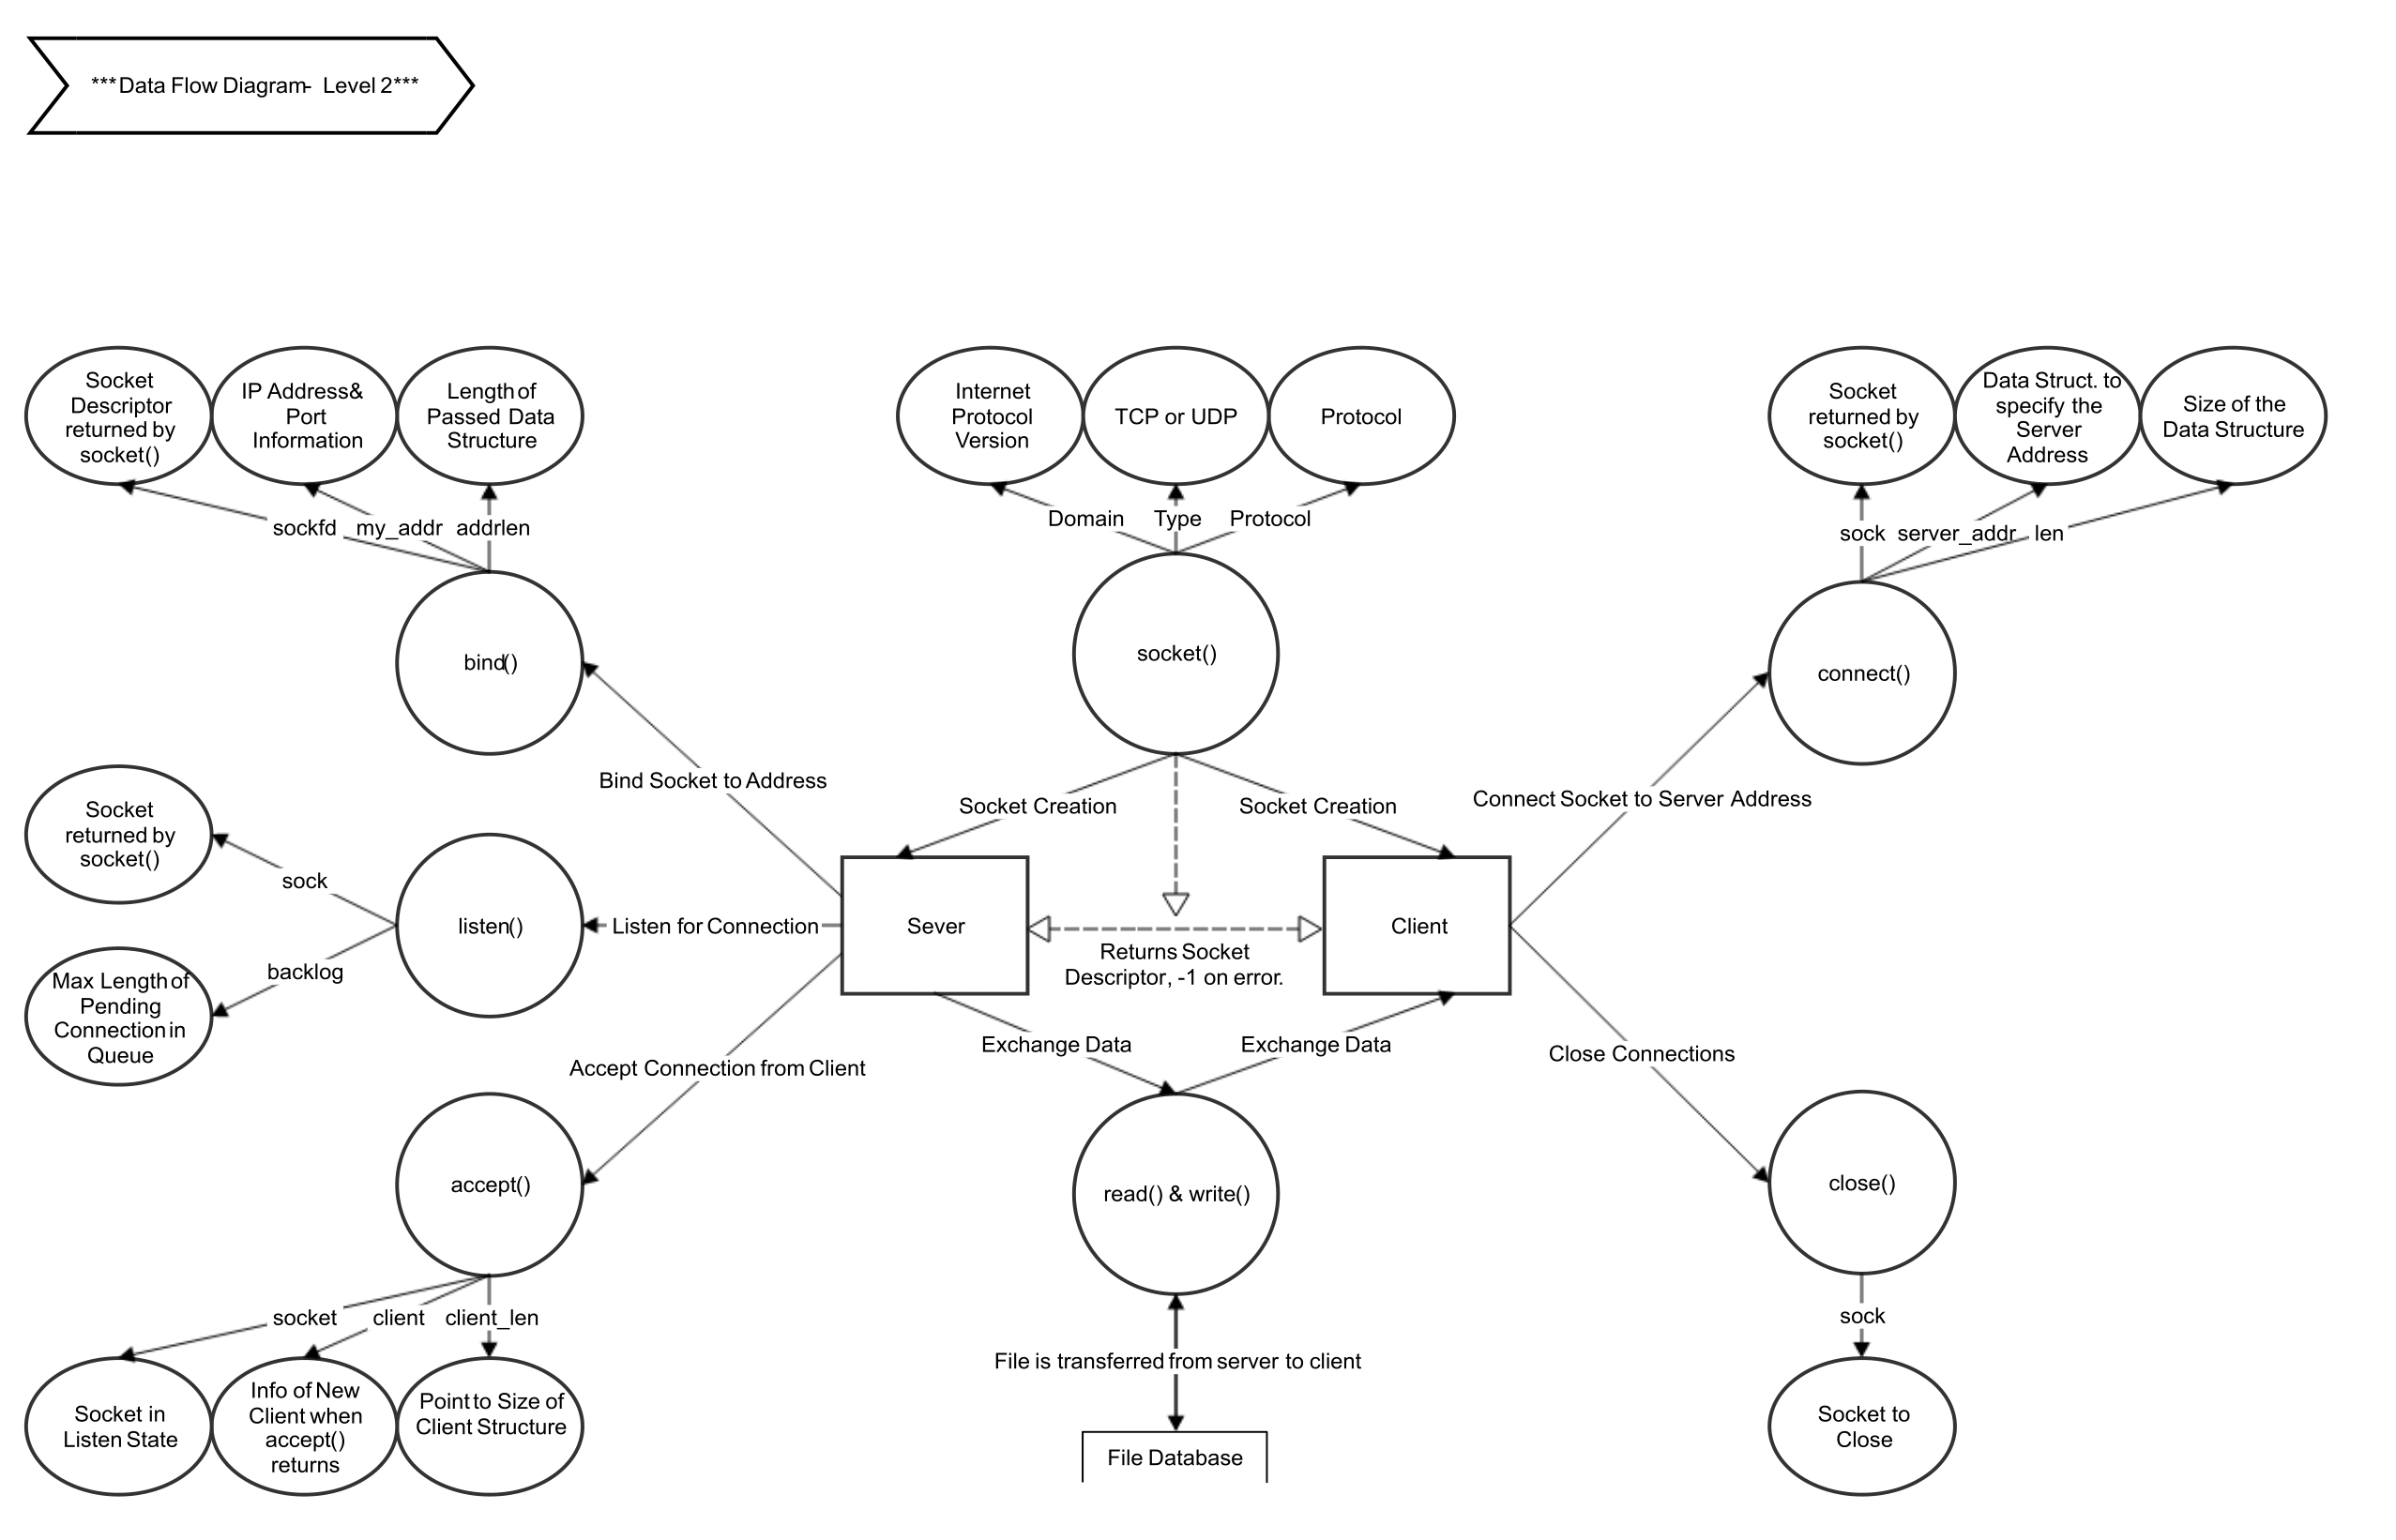 ***Data Flow Diagram- Level 2***
Socket
Descriptor
returned by
socket()
IP Address&
Port
Information
Length of
Passed Data
Structure
Internet
Protocol
Version
TCP or UDP
Protocol
Socket
returned by
socket()
Data Struct. to
specify the
Server
Address
Size of the
Data Structure
sockfd
my_addr
addrlen
Domain
Type
Protocol
sock
server_addr
len
bind()
socket()
connect()
Bind Socket to Address
Socket Creation
Socket Creation
Connect Socket to Server Address
Socket
returned by
socket()
sock
listen()
Listen for Connection
Sever
Client
Returns Socket
Descriptor, -1 on error.
backlog
Max Length of
Pending
Connection in
Queue
Accept Connection from Client
Exchange Data
Exchange Data
Close Connections
accept()
read() & write()
close()
socket
client
client_len
sock
File is transferred from server to client
Socket in
Listen State
Info of New
Client when
accept()
returns
Point to Size of
Client Structure
File Database
Socket to
Close